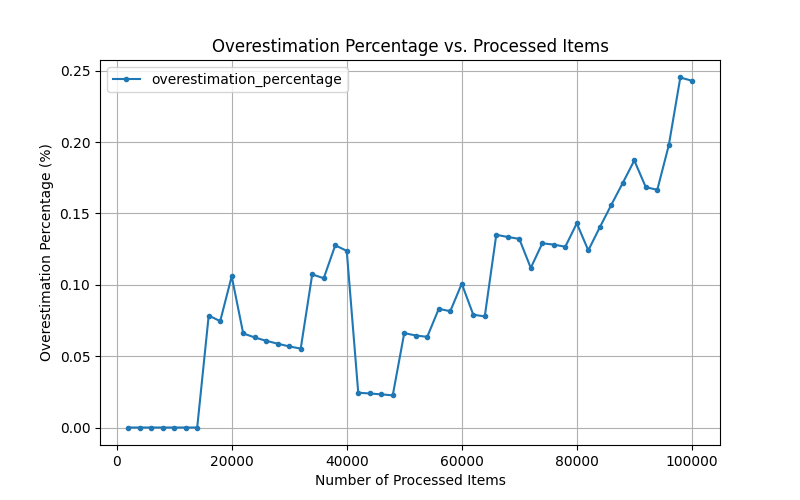 Overestimation Percentage vs. Processed Items
overestimation_percentage
Overestimation Percentage (%)
0.25
0.20
0.15
0.10
0.05
0.00
0 20000 40000 60000 80000 100000
Number of Processed Items